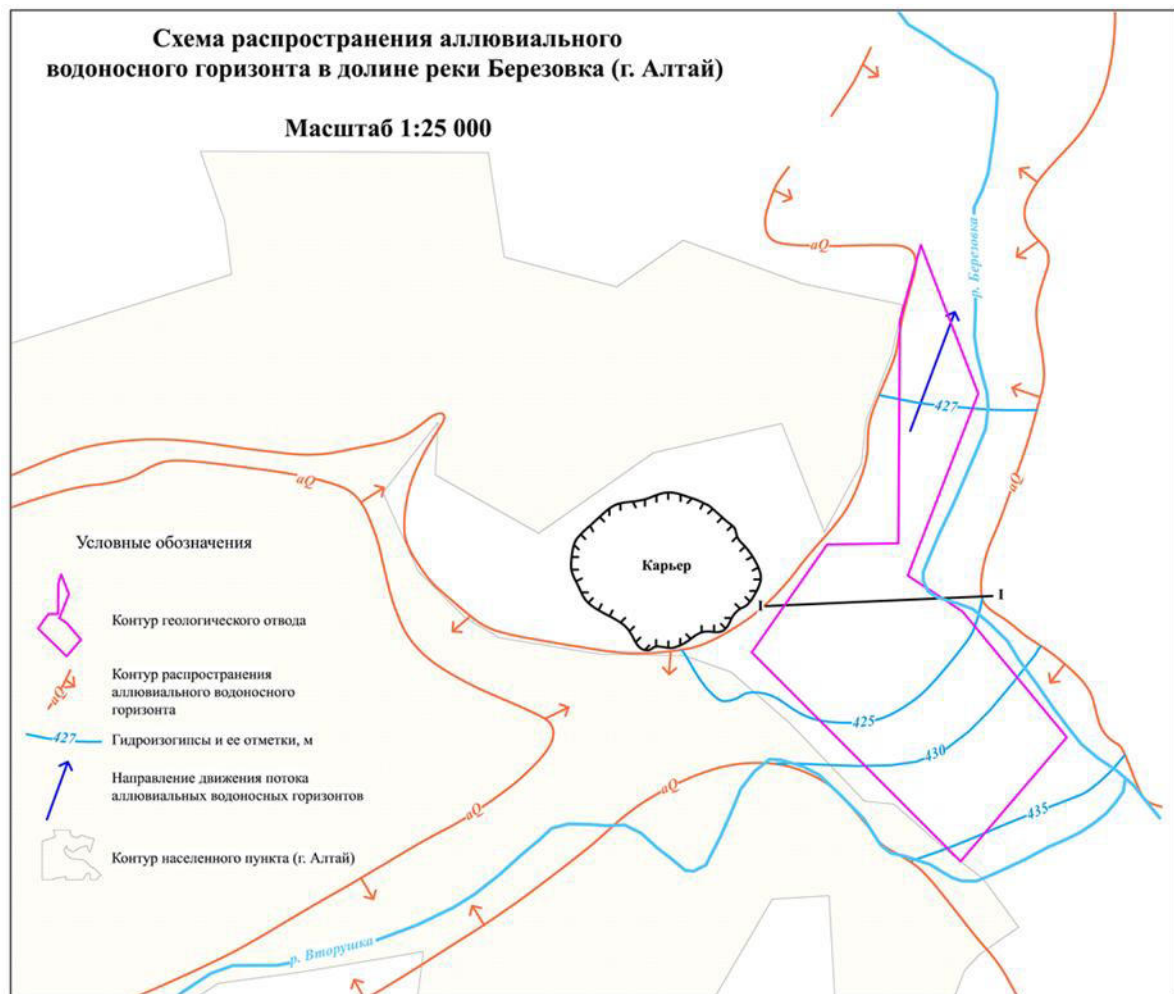 Схема распространения аллювиального
водоносного горизонта в долине реки Березовка (г. Алтай)
Масштаб 1:25 000
aQ
р. Березовка
427
aQ
aQ
Карьер
I
I
425
430
aQ
435
р. Вторушка
aQ
Условные обозначения
Контур геологического отвода
aQ
Контур распространения
аллювиального водоносного
горизонта
427
Гидроизогипсы и ее отметки, м
Направление движения потока
аллювиальных водоносных горизонтов
Контур населенного пункта (г. Алтай)